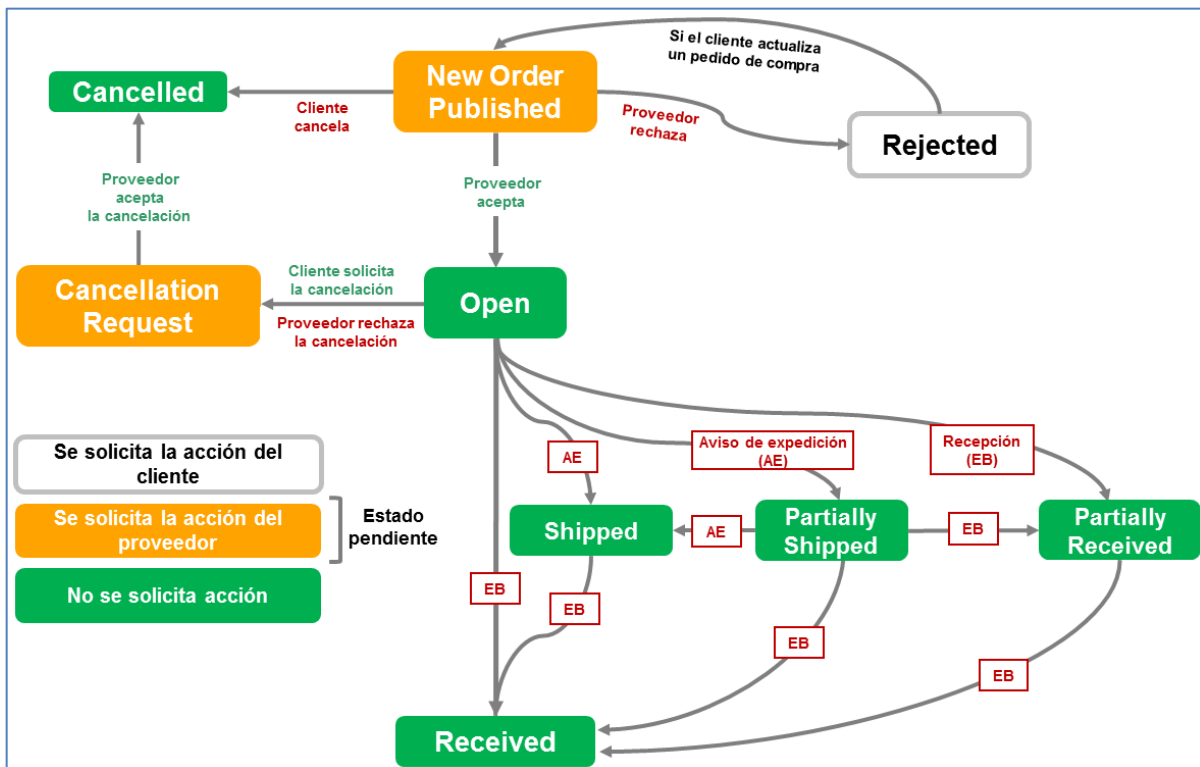 Si el cliente actualiza
un pedido de compra
New Order
Published
Cancelled
Cliente
cancela
Proveedor
rechaza
Rejected
Proveedor
acepta
la cancelación
Proveedor
acepta
Cancellation
Request
Cliente solicita
la cancelación
Proveedor rechaza
la cancelación
Open
Se solicita la acción del
cliente
Se solicita la acción del
proveedor
Estado
pendiente
No se solicita acción
AE
Aviso de expedición
(AE)
Recepción
(EB)
Shipped
AE
Partially
Shipped
EB
Partially
Received
EB
EB
EB
EB
Received